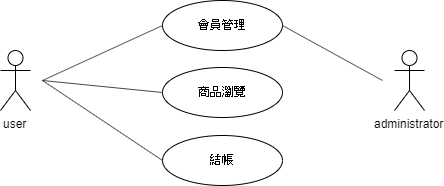 會員管理
商品瀏覽
結帳
user
administrator